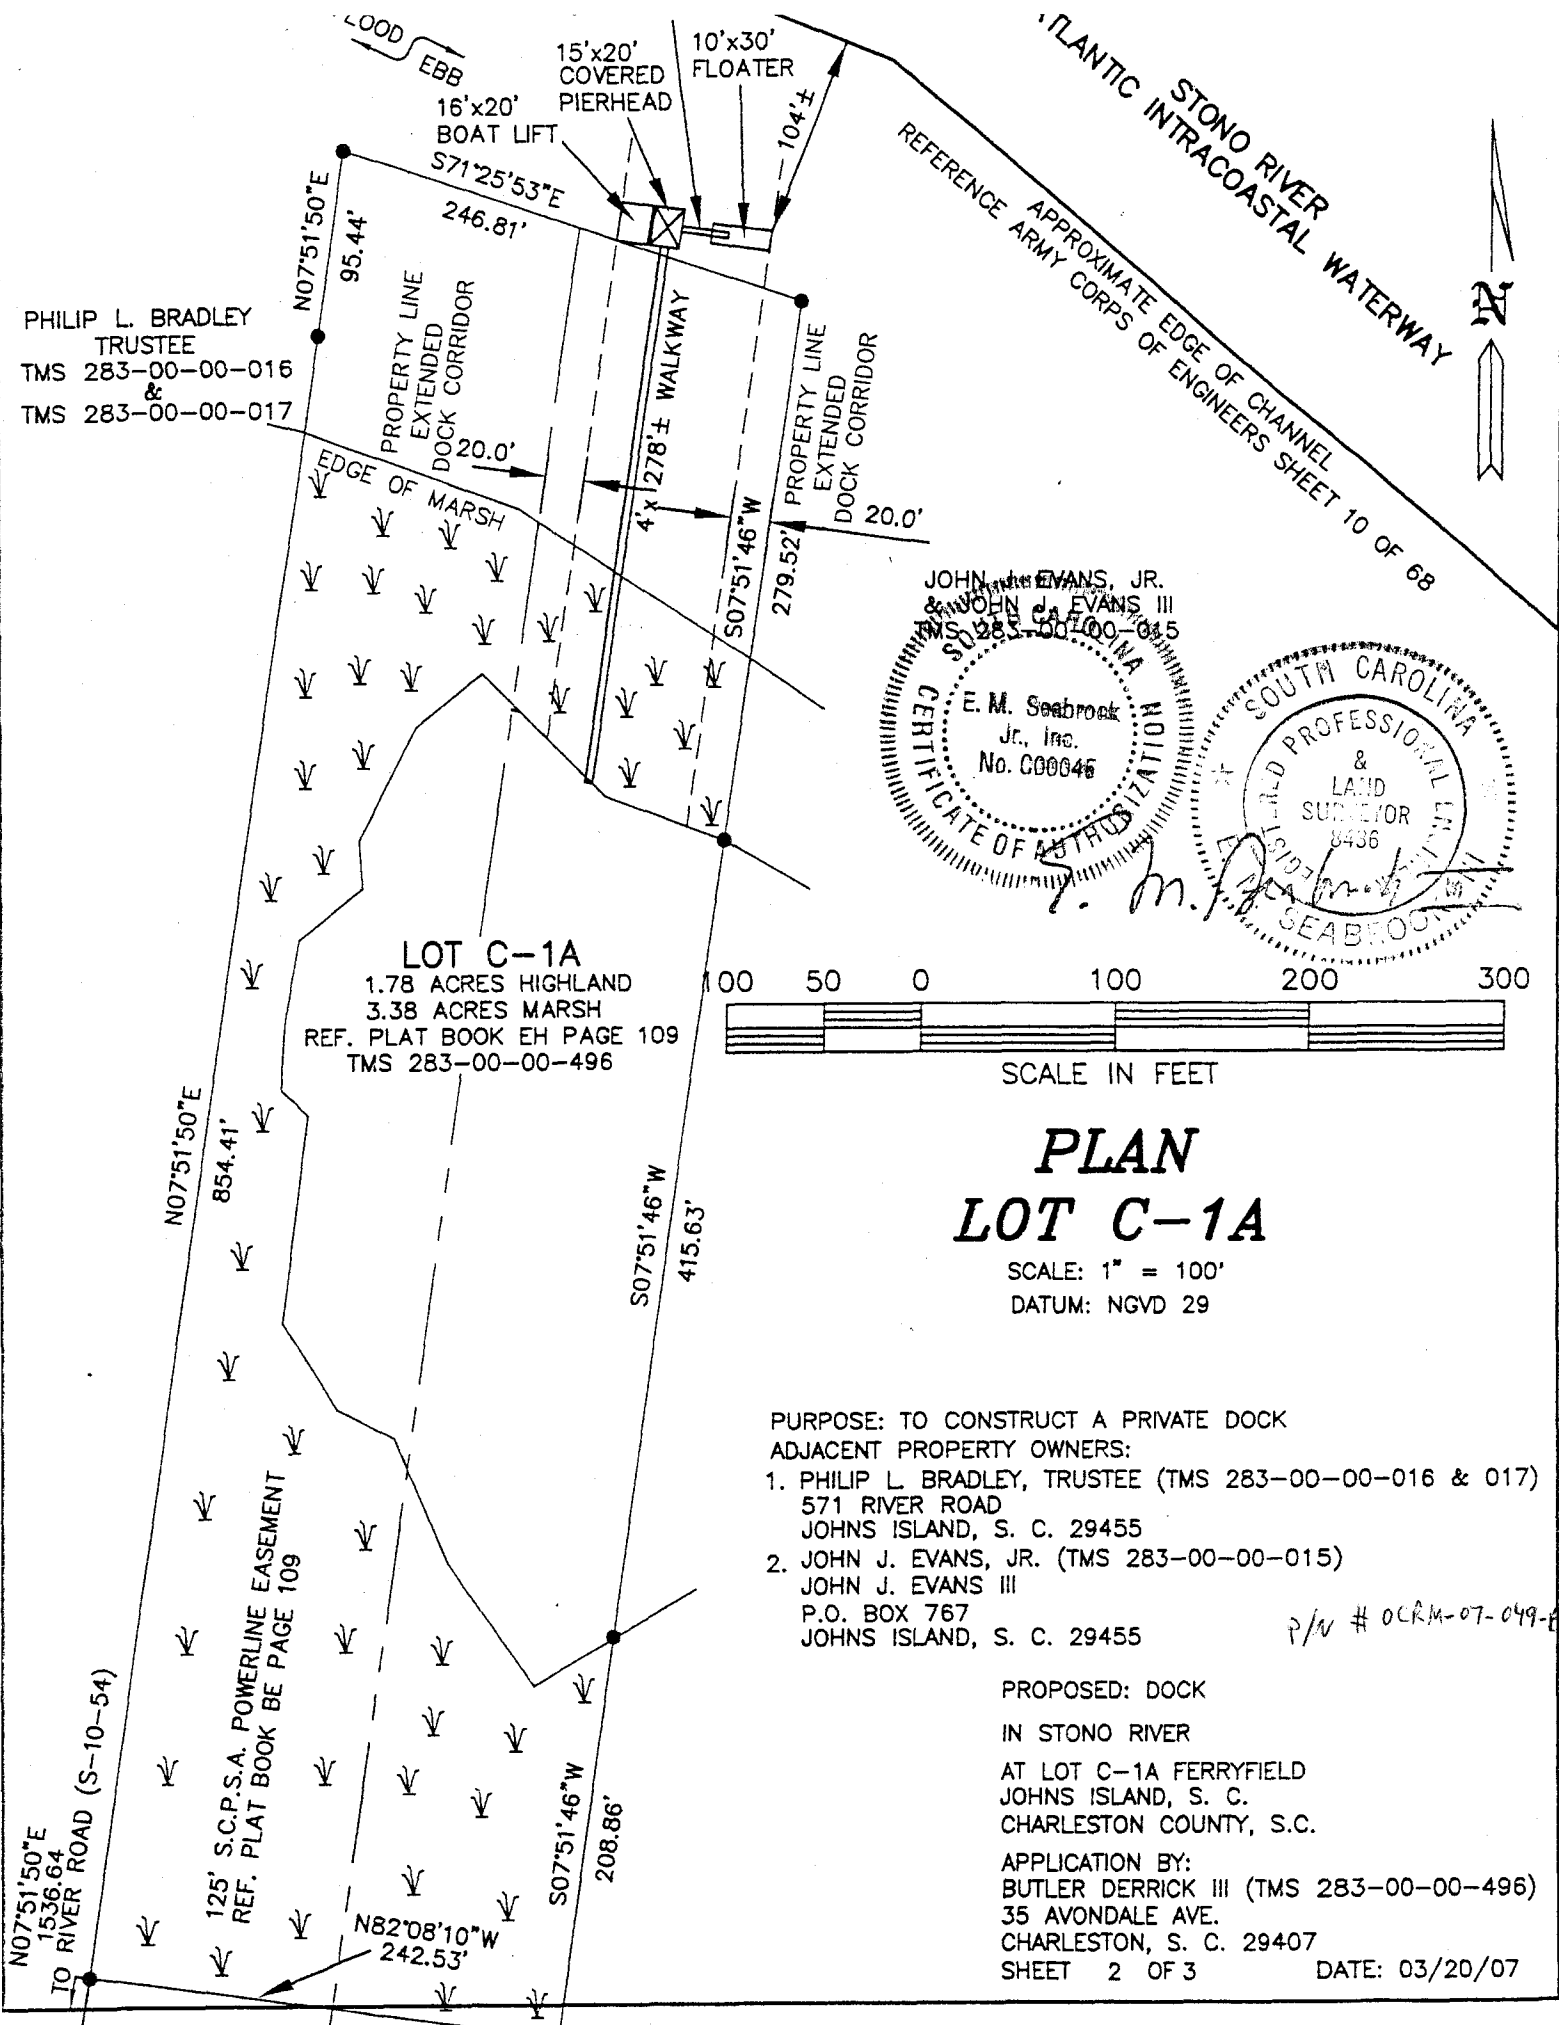 LOOD
EBB
15'x20'
COVERED
PIERHEAD
10'x30'
FLOATER
16'x20'
BOAT LIFT
104'±
STONO RIVER
ATLANTIC INTRACOASTAL WATERWAY
APPROXIMATE EDGE OF CHANNEL
REFERENCE ARMY CORPS OF ENGINEERS SHEET 10 OF 68
N
S71°25'53"E
246.81'
N07°51'50"E
95.44'
PHILIP L. BRADLEY
TRUSTEE
TMS 283-00-00-016
&
TMS 283-00-00-017
PROPERTY LINE
EXTENDED
DOCK CORRIDOR
20.0'
4' x 278'± WALKWAY
PROPERTY LINE
EXTENDED
DOCK CORRIDOR
20.0'
EDGE OF MARSH
S07°51'46"W
279.52'
JOHN J. EVANS, JR.
& JOHN J. EVANS III
TMS 283-00-00-015
SOUTH CAROLINA
CERTIFICATE OF AUTHORIZATION
E. M. Seabrook
Jr., Inc.
No. C00046
SOUTH CAROLINA
REGISTERED PROFESSIONAL
&
LAND
SURVEYOR
8436
SEABROOK
LOT C-1A
1.78 ACRES HIGHLAND
3.38 ACRES MARSH
REF. PLAT BOOK EH PAGE 109
TMS 283-00-00-496
100 50 0 100 200 300
SCALE IN FEET
PLAN
LOT C-1A
SCALE: 1" = 100'
DATUM: NGVD 29
N07°51'50"E
854.41'
S07°51'46"W
415.63'
PURPOSE: TO CONSTRUCT A PRIVATE DOCK
ADJACENT PROPERTY OWNERS:
1. PHILIP L. BRADLEY, TRUSTEE (TMS 283-00-00-016 & 017)
571 RIVER ROAD
JOHNS ISLAND, S. C. 29455
2. JOHN J. EVANS, JR. (TMS 283-00-00-015)
JOHN J. EVANS III
P.O. BOX 767
JOHNS ISLAND, S. C. 29455
P/N # OCRM-07-049-
PROPOSED: DOCK
IN STONO RIVER
AT LOT C-1A FERRYFIELD
JOHNS ISLAND, S. C.
CHARLESTON COUNTY, S.C.
APPLICATION BY:
BUTLER DERRICK III (TMS 283-00-00-496)
35 AVONDALE AVE.
CHARLESTON, S. C. 29407
SHEET 2 OF 3 DATE: 03/20/07
125' S.C.P.S.A. POWERLINE EASEMENT
REF. PLAT BOOK BE PAGE 109
S07°51'46"W
208.86'
N07°51'50"E
1536.64
TO RIVER ROAD (S-10-54)
N82°08'10"W
242.53'